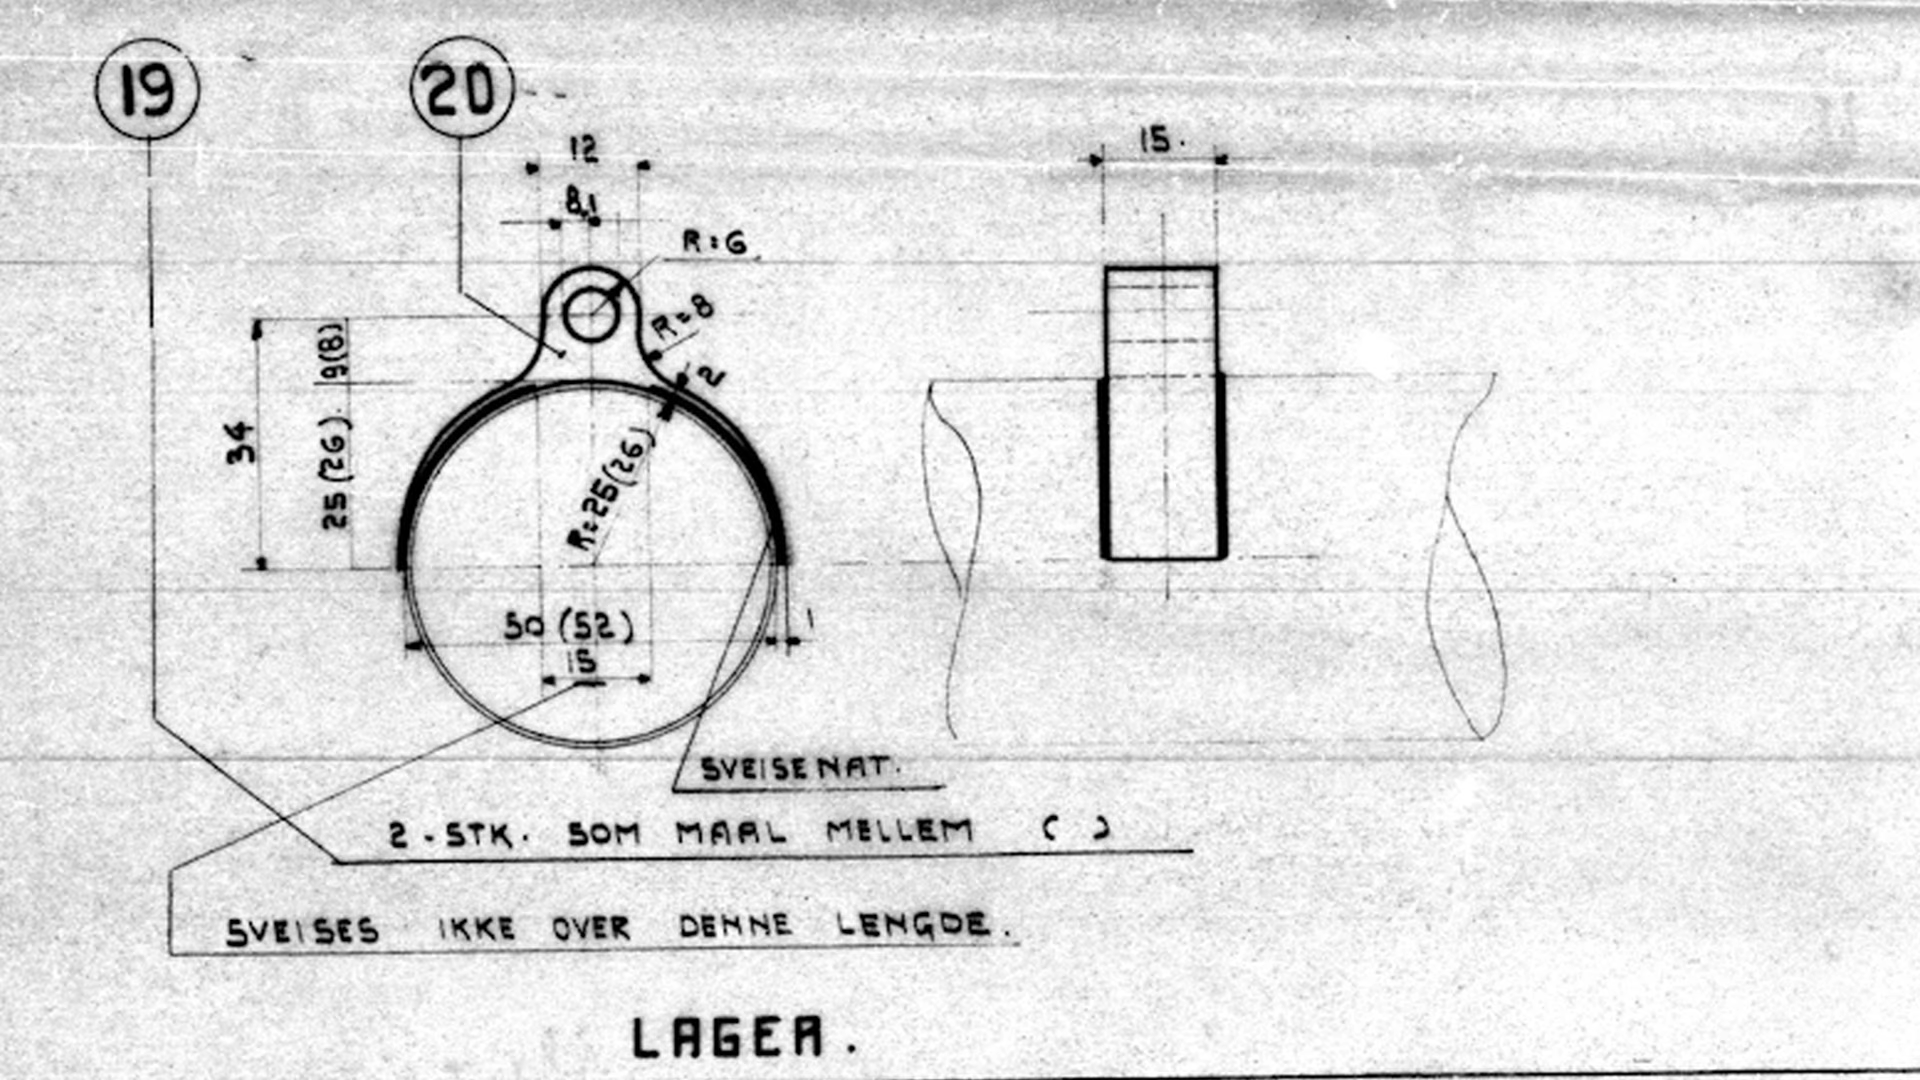 19
20
12
8,1
15.
R=6
R=8
2
9(8)
34
25(26).
R=25(26)
50(52)
1
15
SVEISENAT.
2-STK. SOM MAAL MELLEM ( )
SVEISES IKKE OVER DENNE LENGDE.
LAGER.